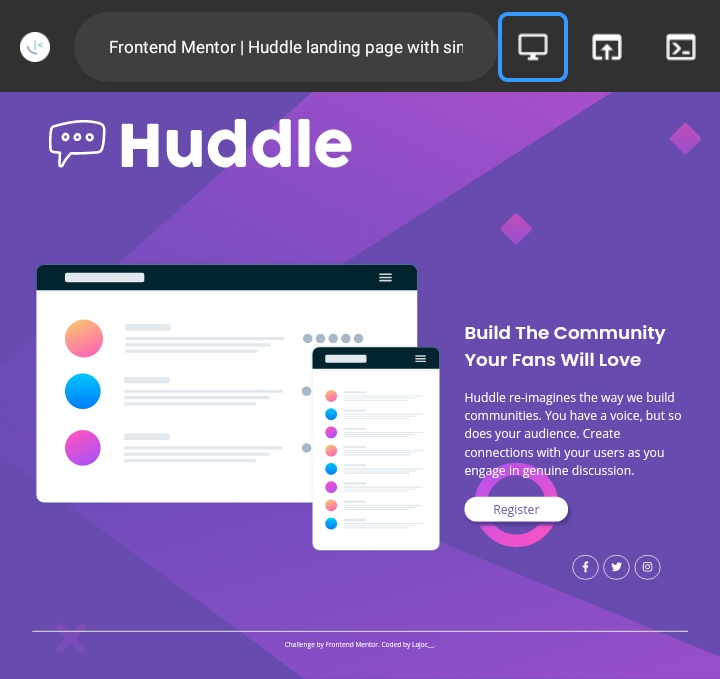 Frontend Mentor | Huddle landing page with sin
Huddle
Build The Community
Your Fans Will Love
Huddle re-imagines the way we build
communities. You have a voice, but so
does your audience. Create
connections with your users as you
engage in genuine discussion.
Register
Challenge by Frontend Mentor. Coded by Lajoc__.